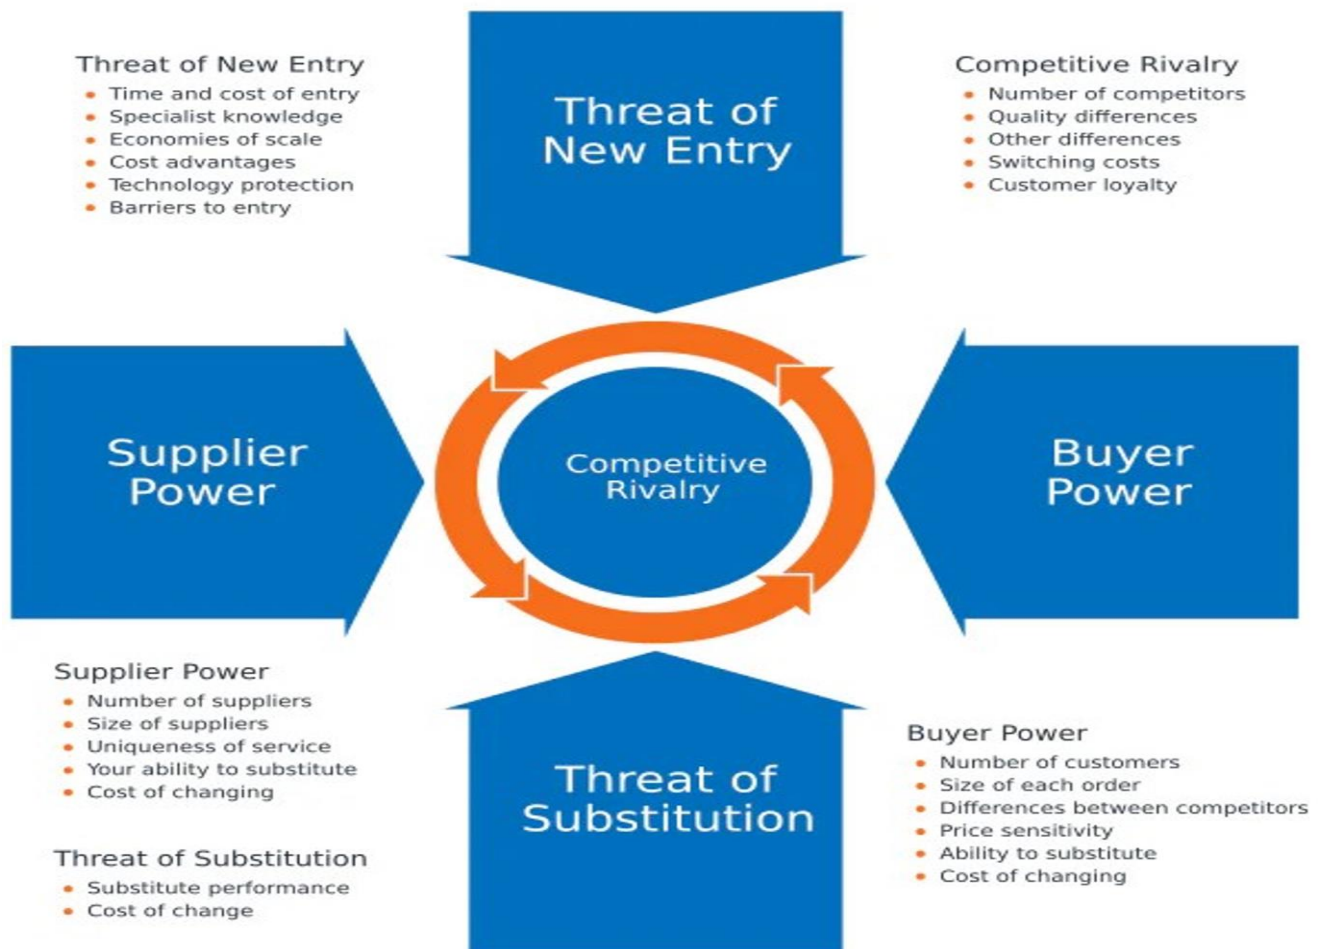 Threat of New Entry
Time and cost of entry
Specialist knowledge
Economies of scale
Cost advantages
Technology protection
Barriers to entry
Threat of
New Entry
Competitive Rivalry
Number of competitors
Quality differences
Other differences
Switching costs
Customer loyalty
Supplier
Power
Competitive
Rivalry
Buyer
Power
Supplier Power
Number of suppliers
Size of suppliers
Uniqueness of service
Your ability to substitute
Cost of changing
Threat of Substitution
Substitute performance
Cost of change
Threat of
Substitution
Buyer Power
Number of customers
Size of each order
Differences between competitors
Price sensitivity
Ability to substitute
Cost of changing